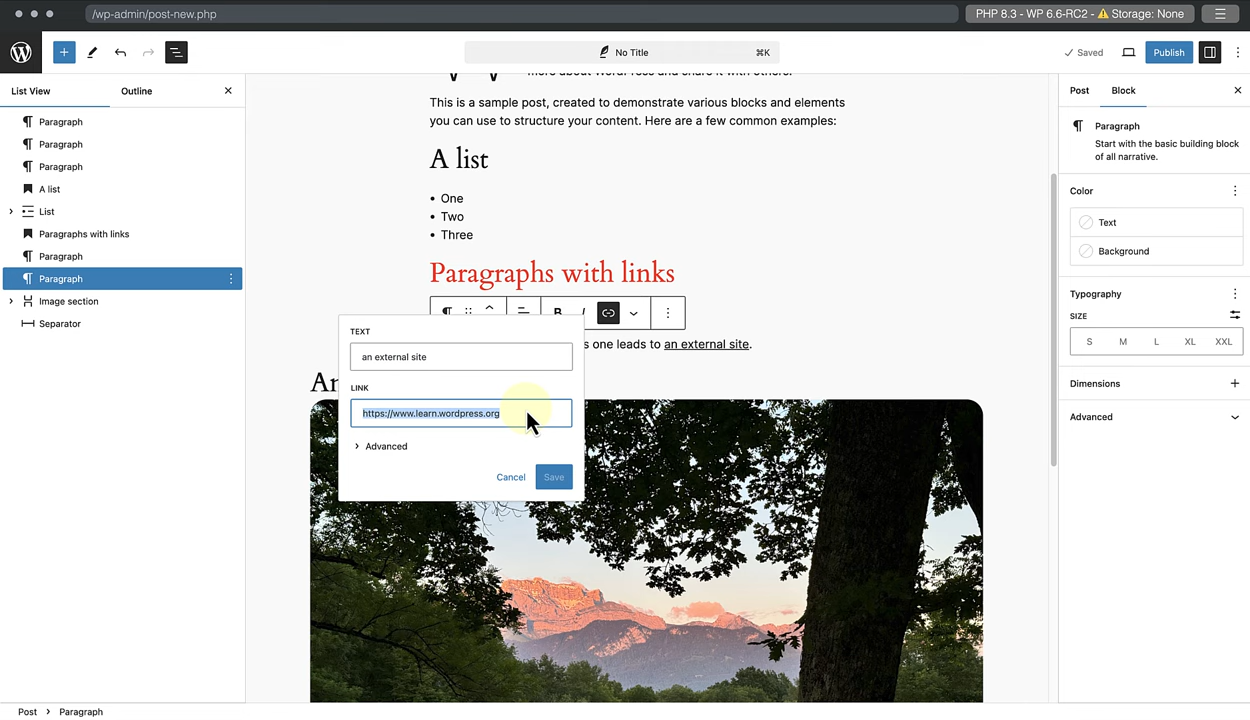 /wp-admin/post-new.php
PHP 8.3 - WP 6.6-RC2 - ⚠ Storage: None
No Title
⌘K
Saved
Publish
List View
Outline
Paragraph
Paragraph
Paragraph
A list
List
Paragraphs with links
Paragraph
Paragraph
Image section
Separator
more about WordPress and share it with others.
This is a sample post, created to demonstrate various blocks and elements
you can use to structure your content. Here are a few common examples:
A list
• One
• Two
• Three
Paragraphs with links
B
one leads to an external site.
TEXT
an external site
LINK
https://www.learn.wordpress.org
Advanced
Cancel
Save
Post
Block
Paragraph
Start with the basic building block
of all narrative.
Color
Text
Background
Typography
SIZE
S M L XL XXL
Dimensions
Advanced
Post > Paragraph